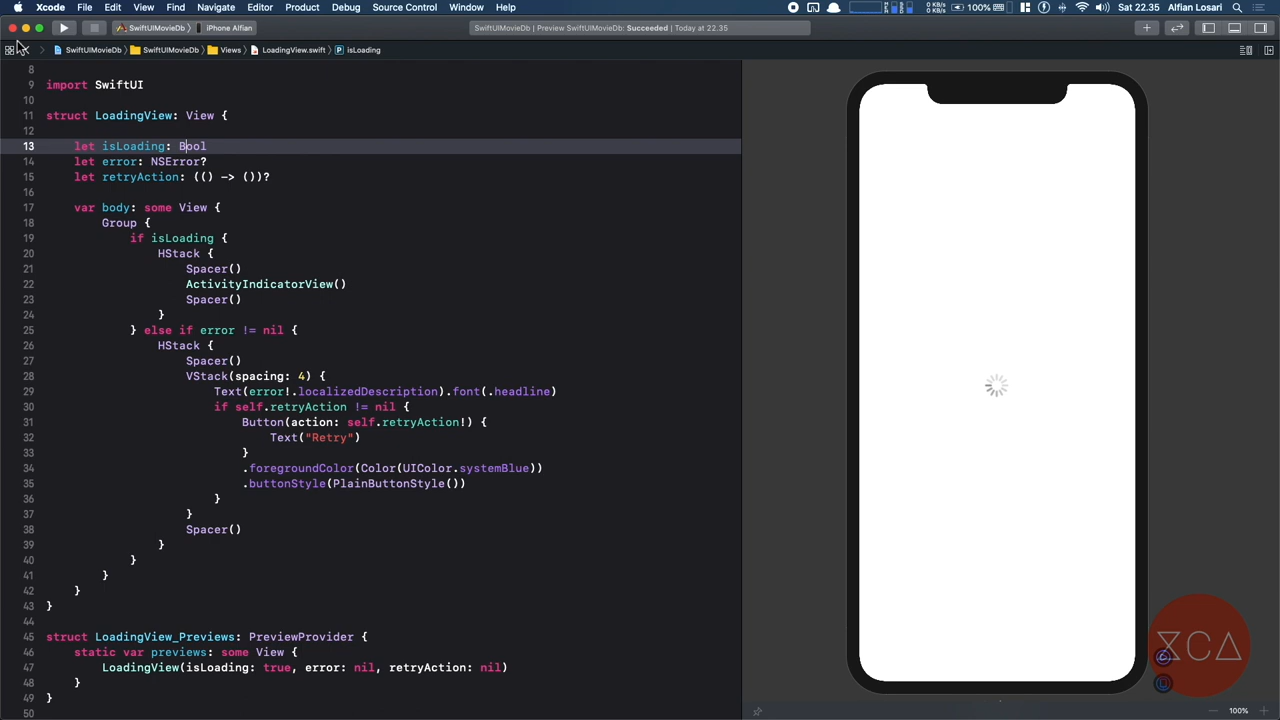 Xcode File Edit View Find Navigate Editor Product Debug Source Control Window Help
0 KB/s
0 KB/s
100% Sat 22.35 Alfian Losari
SwiftUIMovieDb iPhone Alfian
SwiftUIMovieDb | Preview SwiftUIMovieDb: Succeeded | Today at 22.35
SwiftUIMovieDb SwiftUIMovieDb Views LoadingView.swift P isLoading
8
9 import SwiftUI
10
11 struct LoadingView: View {
12
13 let isLoading: Bool
14 let error: NSError?
15 let retryAction: (() -> ())?
16
17 var body: some View {
18 Group {
19 if isLoading {
20 HStack {
21 Spacer()
22 ActivityIndicatorView()
23 Spacer()
24 }
25 } else if error != nil {
26 HStack {
27 Spacer()
28 VStack(spacing: 4) {
29 Text(error!.localizedDescription).font(.headline)
30 if self.retryAction != nil {
31 Button(action: self.retryAction!) {
32 Text("Retry")
33 }
34 .foregroundColor(Color(UIColor.systemBlue))
35 .buttonStyle(PlainButtonStyle())
36 }
37 }
38 Spacer()
39 }
40 }
41 }
42 }
43 }
44
45 struct LoadingView_Previews: PreviewProvider {
46 static var previews: some View {
47 LoadingView(isLoading: true, error: nil, retryAction: nil)
48 }
49 }
50
XCA
100%